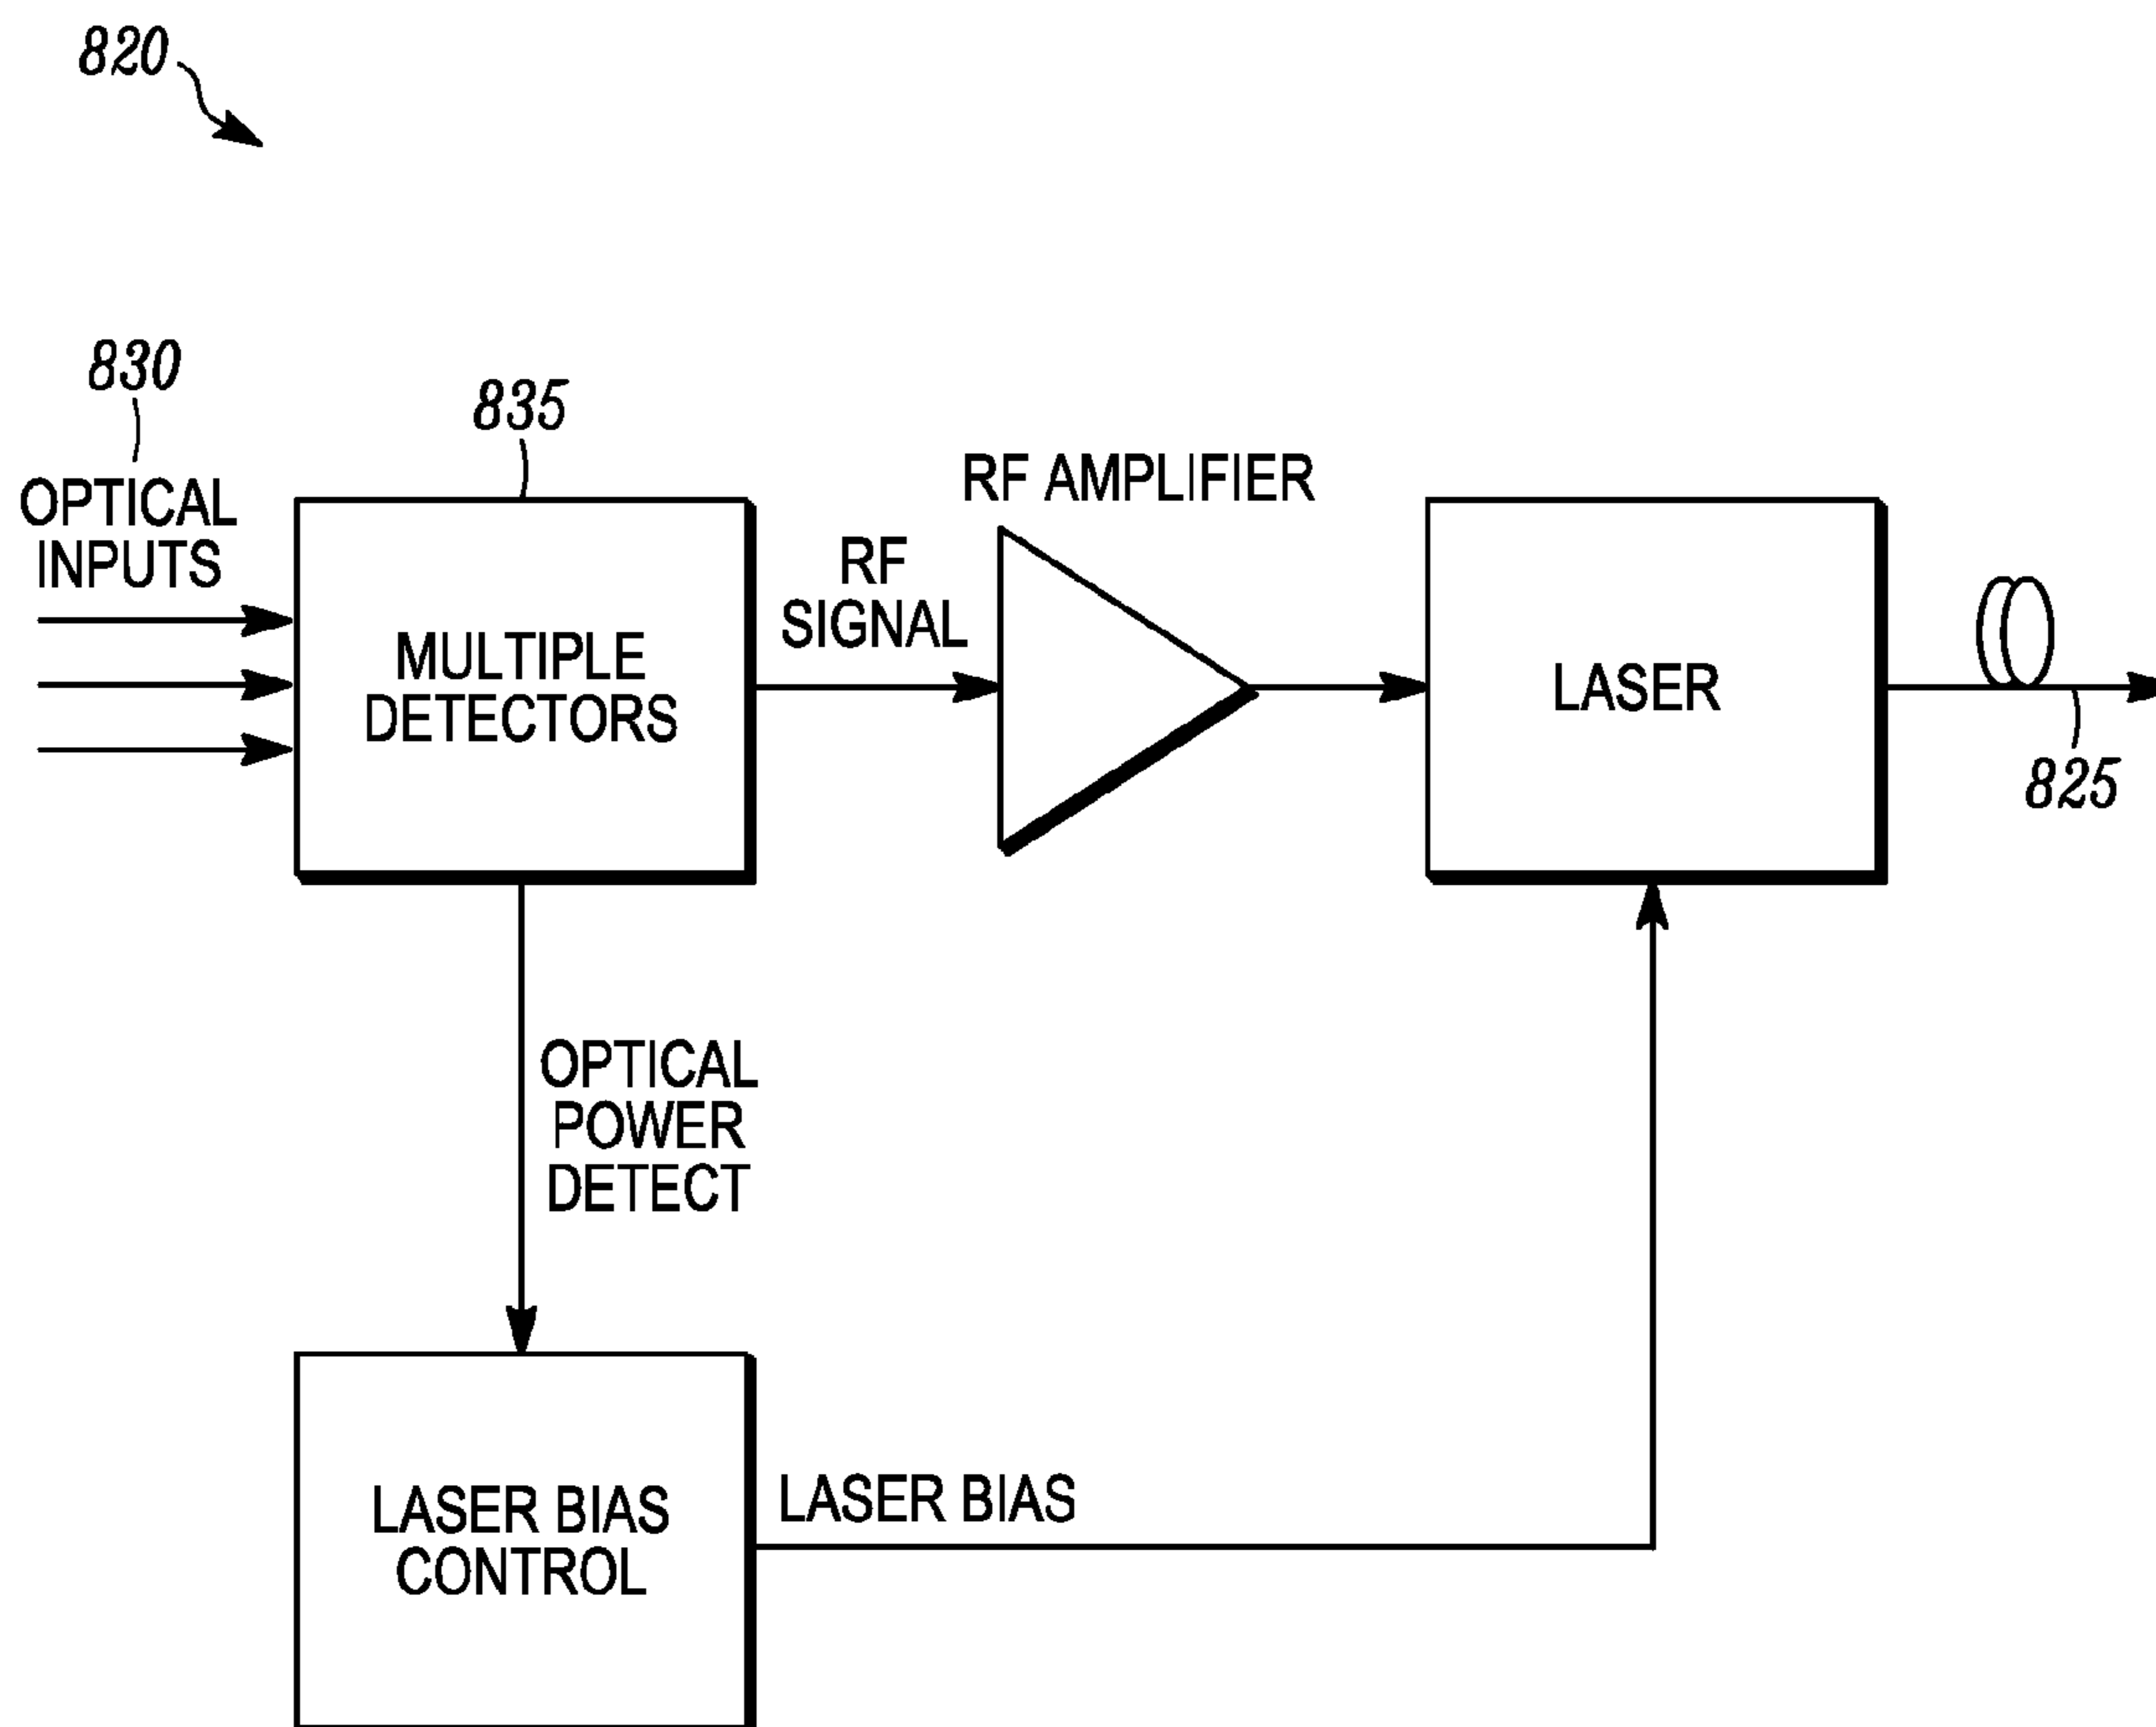 820
830
OPTICAL
INPUTS
835
MULTIPLE
DETECTORS
RF
SIGNAL
RF AMPLIFIER
LASER
825
OPTICAL
POWER
DETECT
LASER BIAS
CONTROL
LASER BIAS